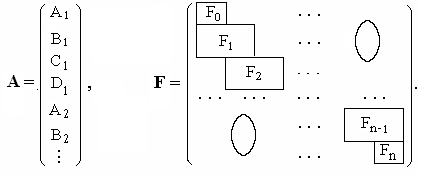 A₁
B₁
C₁
D₁
A₂
B₂
⋮
A = ,
F₀ . . .
F₁
F₂ . . .
. . . . . . . . . . . .
. . . Fₙ₋₁
. . . Fₙ
F = .